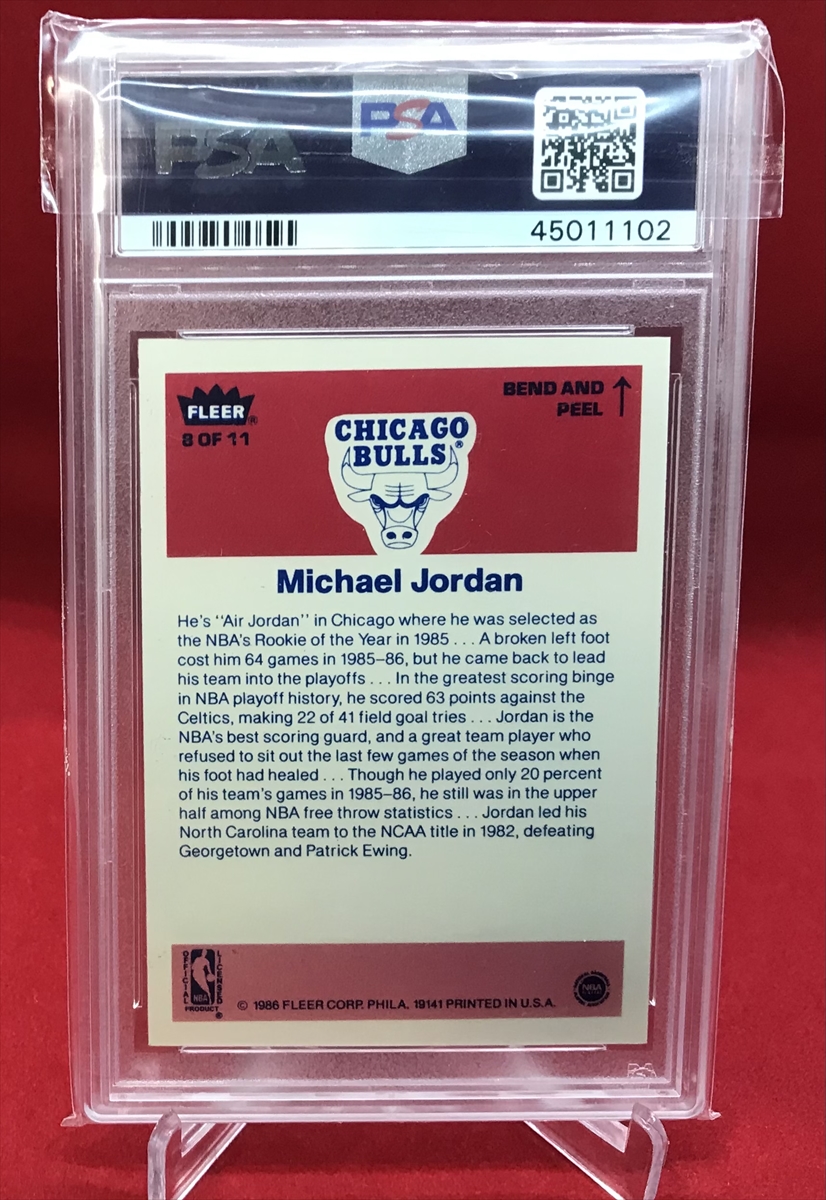 PSA
PSA
45011102
FLEER®
8 OF 11
BEND AND
PEEL ↑
CHICAGO
BULLS®
Michael Jordan
He's "Air Jordan" in Chicago where he was selected as
the NBA's Rookie of the Year in 1985 . . . A broken left foot
cost him 64 games in 1985–86, but he came back to lead
his team into the playoffs . . . In the greatest scoring binge
in NBA playoff history, he scored 63 points against the
Celtics, making 22 of 41 field goal tries . . . Jordan is the
NBA's best scoring guard, and a great team player who
refused to sit out the last few games of the season when
his foot had healed . . . Though he played only 20 percent
of his team's games in 1985–86, he still was in the upper
half among NBA free throw statistics . . . Jordan led his
North Carolina team to the NCAA title in 1982, defeating
Georgetown and Patrick Ewing.
OFFICIAL
LICENSED
NBA
PRODUCT®
© 1986 FLEER CORP. PHILA. 19141 PRINTED IN U.S.A.
NBA
PSA